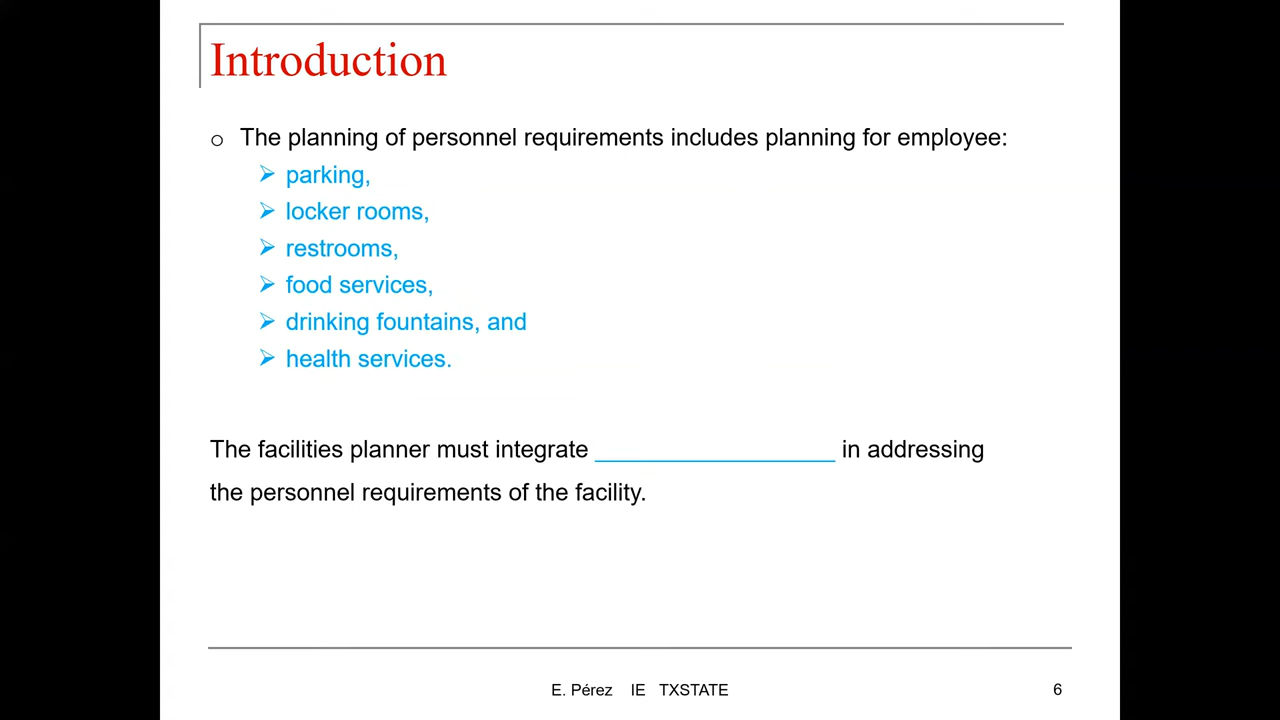 Introduction
The planning of personnel requirements includes planning for employee:
parking,
locker rooms,
restrooms,
food services,
drinking fountains, and
health services.
The facilities planner must integrate __________________ in addressing
the personnel requirements of the facility.
E. Pérez IE TXSTATE
6